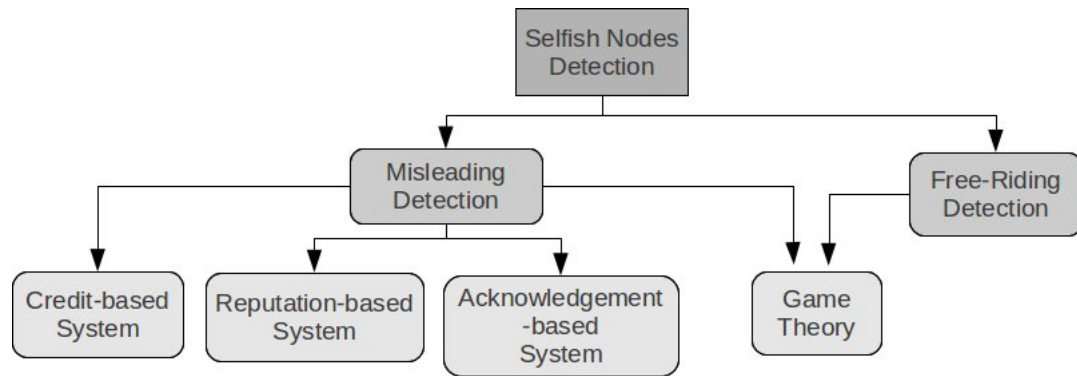 Selfish Nodes
Detection
Misleading
Detection
Free-Riding
Detection
Credit-based
System
Reputation-based
System
Acknowledgement
-based
System
Game
Theory